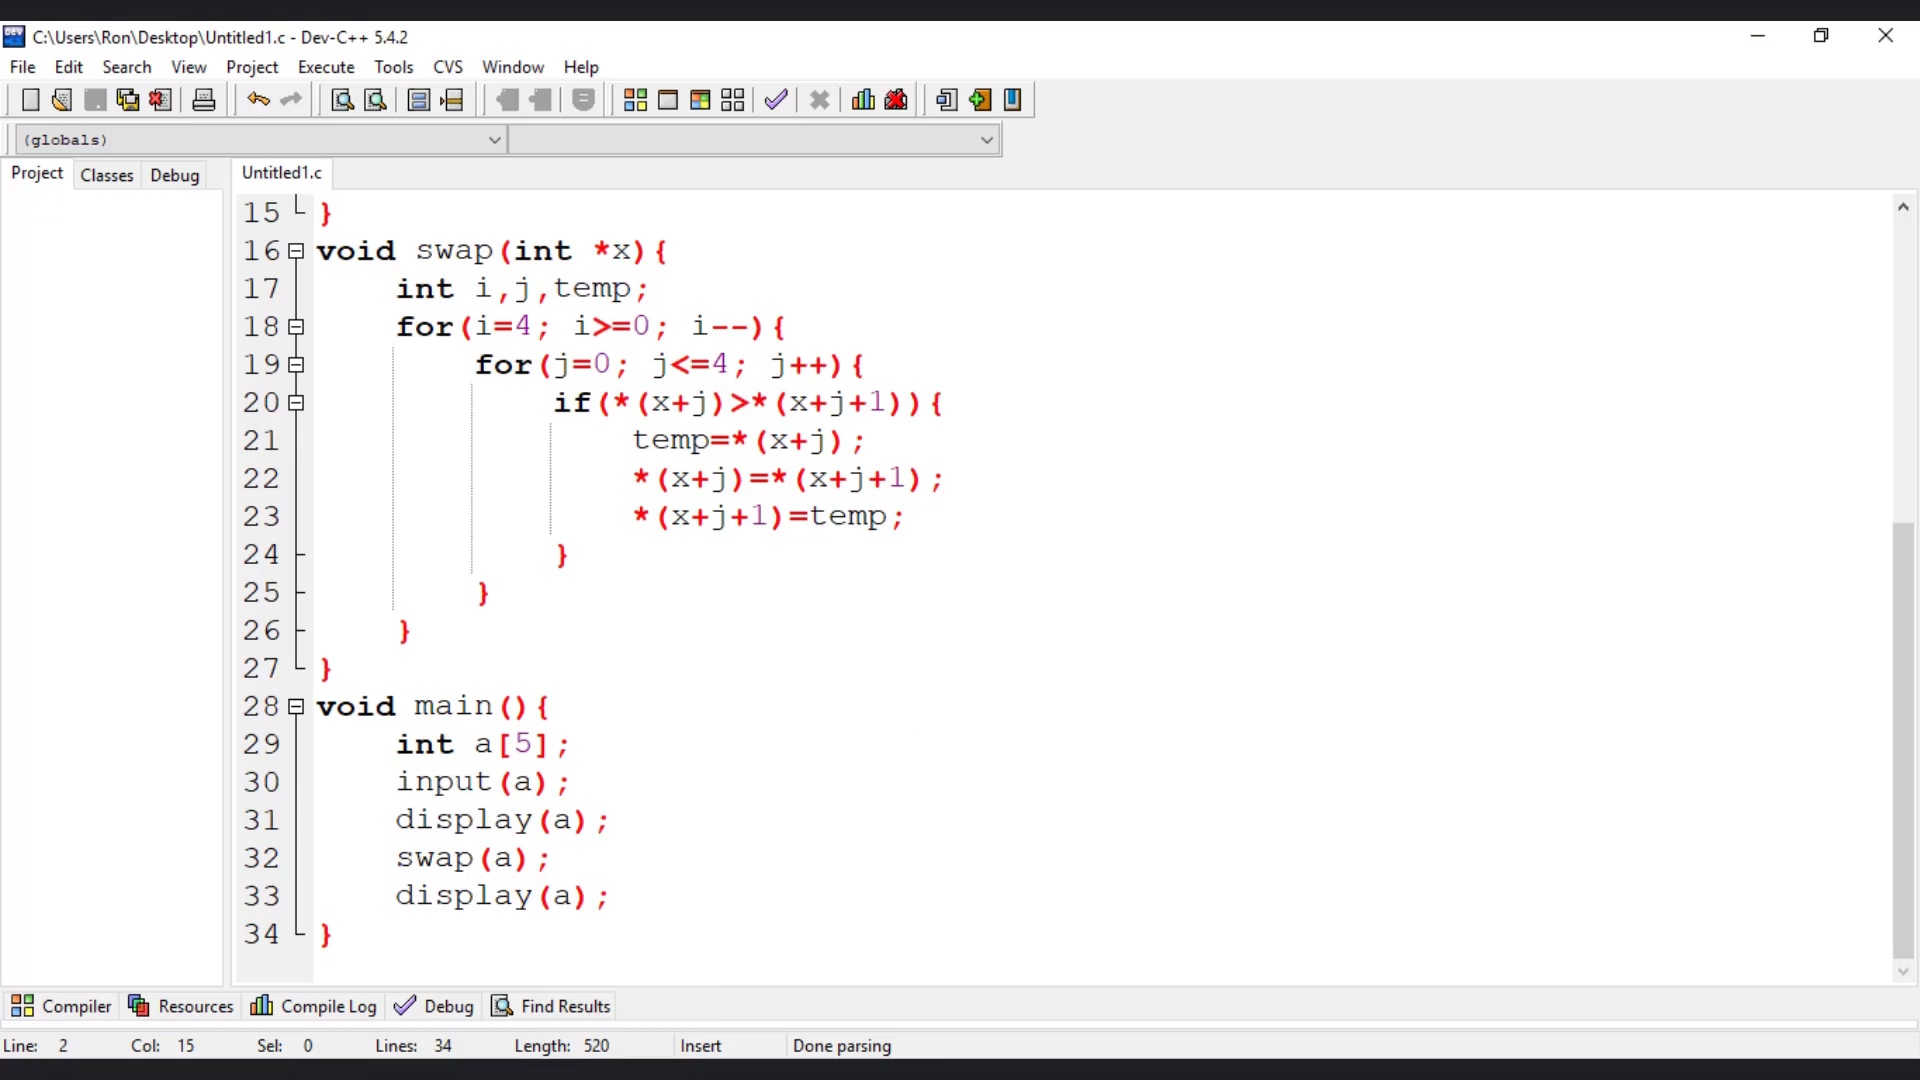 C:\Users\Ron\Desktop\Untitled1.c - Dev-C++ 5.4.2
File Edit Search View Project Execute Tools CVS Window Help
(globals)
Project Classes Debug Untitled1.c
15 }
16 void swap(int *x){
17 int i,j,temp;
18 for(i=4; i>=0; i--){
19 for(j=0; j<=4; j++){
20 if(*(x+j)>*(x+j+1)){
21 temp=*(x+j);
22 *(x+j)=*(x+j+1);
23 *(x+j+1)=temp;
24 }
25 }
26 }
27 }
28 void main(){
29 int a[5];
30 input(a);
31 display(a);
32 swap(a);
33 display(a);
34 }
Compiler Resources Compile Log Debug Find Results
Line: 2 Col: 15 Sel: 0 Lines: 34 Length: 520 Insert Done parsing